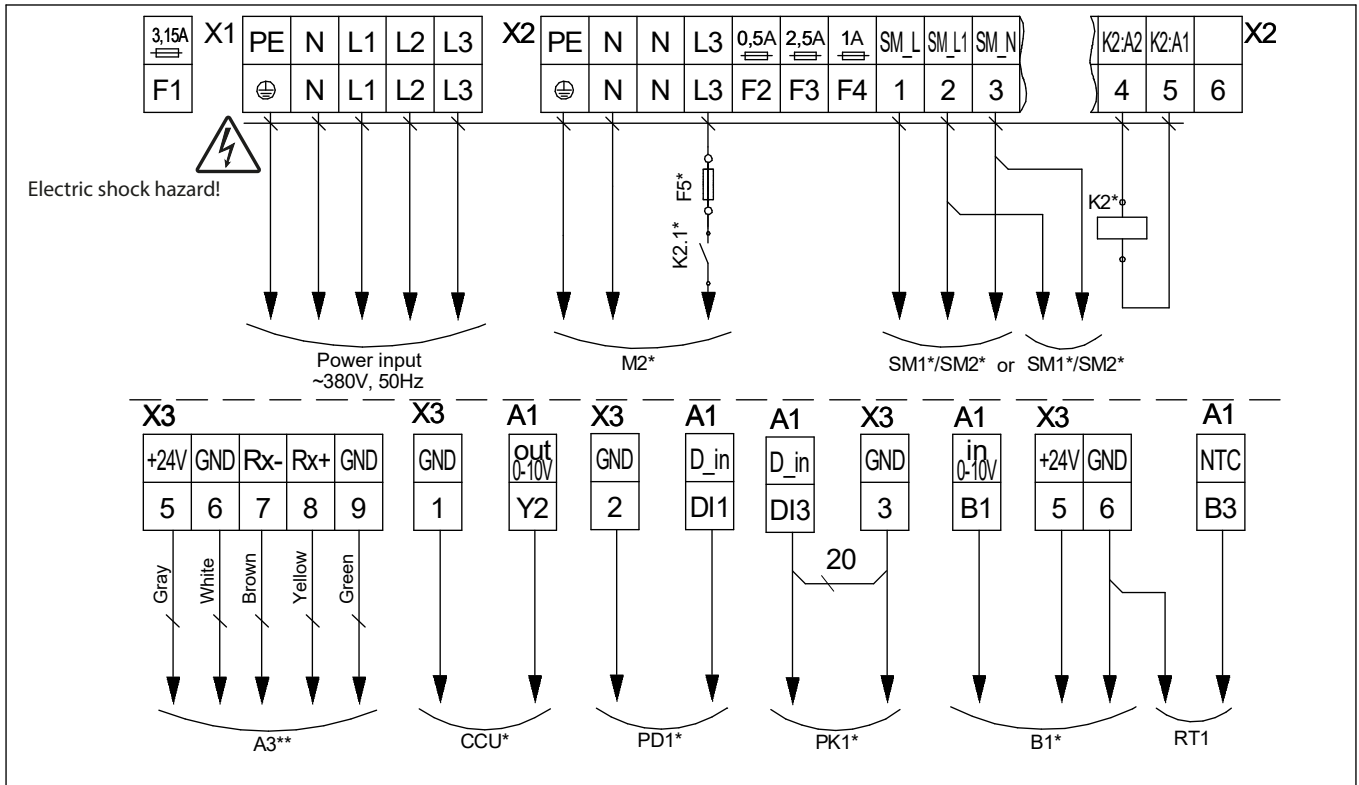 3,15A X1 PE N L1 L2 L3 X2 PE N N L3 0,5A 2,5A 1A SM_L SM_L1 SM_N K2:A2 K2:A1 X2
F1 N L1 L2 L3 N N L3 F2 F3 F4 1 2 3 4 5 6
Electric shock hazard!
F5*
K2.1*
K2*
Power input
~380V, 50Hz
M2*
SM1*/SM2* or SM1*/SM2*
X3 X3 A1 X3 A1 A1 X3 A1 X3 A1
+24V GND Rx- Rx+ GND GND out 0-10V GND D_in D_in GND in 0-10V +24V GND NTC
5 6 7 8 9 1 Y2 2 DI1 DI3 3 B1 5 6 B3
Gray
White
Brown
Yellow
Green
20
A3** CCU* PD1* PK1* B1* RT1